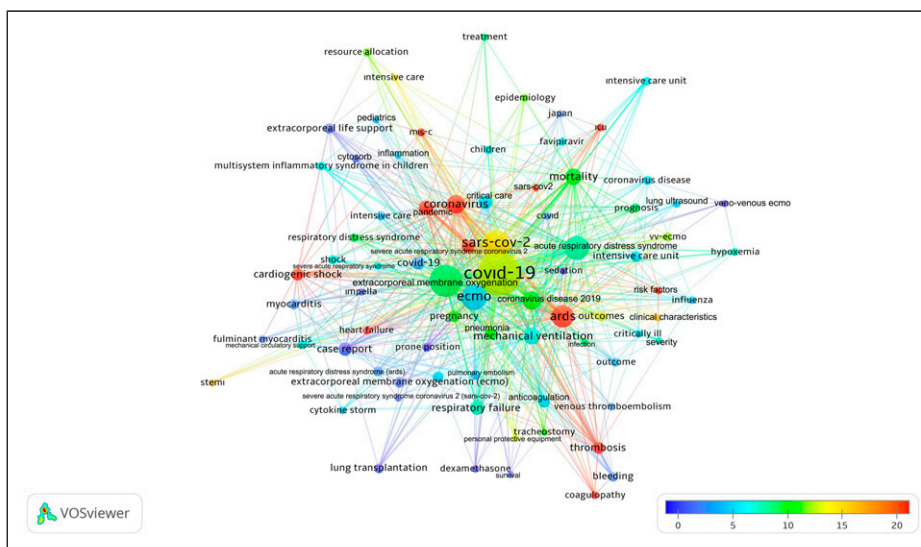 treatment
resource allocation
intensive care
intensive care unit
epidemiology
japan
pediatrics
extracorporeal life support
mis-c
icu
cytosorb
inflammation
children
favipiravir
multisystem inflammatory syndrome in children
critical care
mortality
coronavirus disease
sars-cov2
coronavirus
pandemic
lung ultrasound
veno-venous ecmo
intensive care
covid
prognosis
respiratory distress syndrome
sars-cov-2
acute respiratory distress syndrome
vv-ecmo
severe acute respiratory syndrome coronavirus 2
shock
intensive care unit
hypoxemia
severe acute respiratory syndrome
covid-19
covid-19
sedation
cardiogenic shock
extracorporeal membrane oxygenation
risk factors
impella
ecmo
coronavirus disease 2019
influenza
myocarditis
pregnancy
ards
outcomes
clinical characteristics
heart failure
pneumonia
mechanical ventilation
critically ill
fulminant myocarditis
mechanical circulatory support
case report
prone position
infection
severity
outcome
acute respiratory distress syndrome (ards)
pulmonary embolism
stemi
extracorporeal membrane oxygenation (ecmo)
severe acute respiratory syndrome coronavirus 2 (sars-cov-2)
anticoagulation
cytokine storm
respiratory failure
venous thromboembolism
tracheostomy
personal protective equipment
thrombosis
lung transplantation
dexamethasone
survival
bleeding
coagulopathy
VOSviewer
0 5 10 15 20